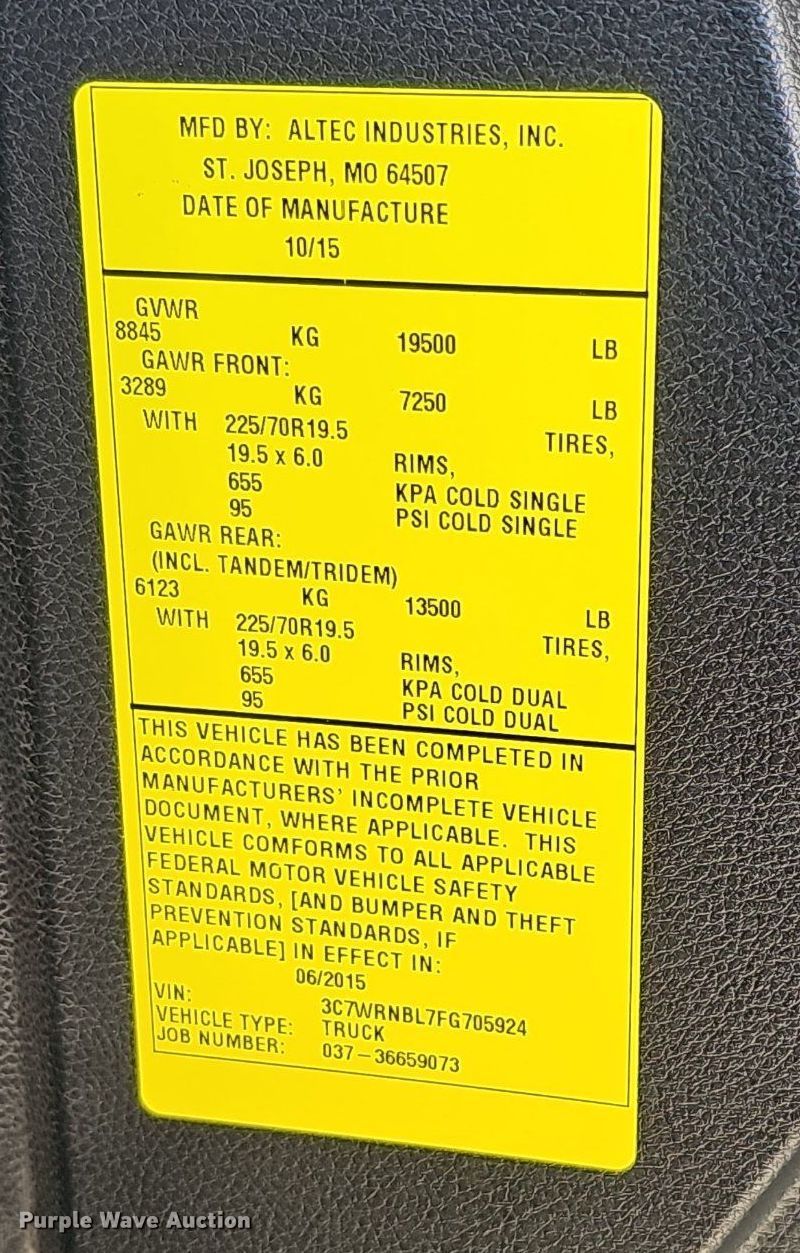 MFD BY: ALTEC INDUSTRIES, INC.
ST. JOSEPH, MO 64507
DATE OF MANUFACTURE
10/15
GVWR
8845 KG 19500 LB
GAWR FRONT:
3289 KG 7250 LB
WITH 225/70R19.5 TIRES,
19.5 x 6.0 RIMS,
655 KPA COLD SINGLE
95 PSI COLD SINGLE
GAWR REAR:
(INCL. TANDEM/TRIDEM)
6123 KG 13500 LB
WITH 225/70R19.5 TIRES,
19.5 x 6.0 RIMS,
655 KPA COLD DUAL
95 PSI COLD DUAL
THIS VEHICLE HAS BEEN COMPLETED IN
ACCORDANCE WITH THE PRIOR
MANUFACTURERS' INCOMPLETE VEHICLE
DOCUMENT, WHERE APPLICABLE. THIS
VEHICLE COMFORMS TO ALL APPLICABLE
FEDERAL MOTOR VEHICLE SAFETY
STANDARDS, [AND BUMPER AND THEFT
PREVENTION STANDARDS, IF
APPLICABLE] IN EFFECT IN:
06/2015
VIN: 3C7WRNBL7FG705924
VEHICLE TYPE: TRUCK
JOB NUMBER: 037-36659073
Purple Wave Auction